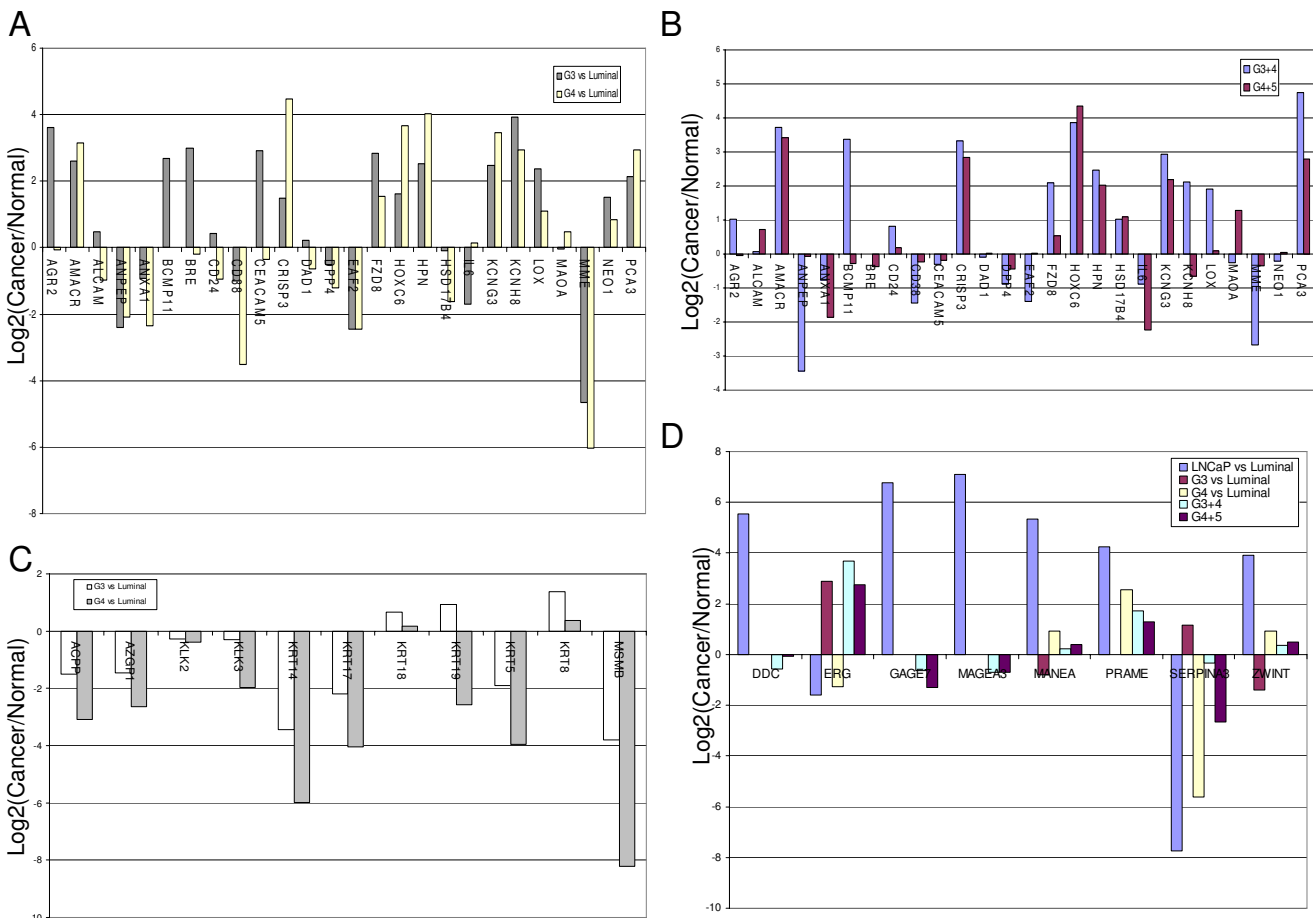 A
Log2(Cancer/Normal)
6
4
2
0
-2
-4
-6
-8
G3 vs Luminal
G4 vs Luminal
AGR2
AMACR
ALCAM
ANPEP
ANXA1
BCMP11
BRE
CD24
CD38
CEACAM5
CRISP3
DAD1
DPP4
EAF2
FZD8
HOXC6
HPN
HSD17B4
IL6
KCNG3
KCNH8
LOX
MAOA
MME
NEO1
PCA3
B
Log2(Cancer/Normal)
6
5
4
3
2
1
0
-1
-2
-3
-4
G3+4
G4+5
AGR2
ALCAM
AMACR
ANPEP
ANXA1
BCMP11
BRE
CD24
CD38
CEACAM5
CRISP3
DAD1
DPP4
EAF2
FZD8
HOXC6
HPN
HSD17B4
IL6
KCNG3
KCNH8
LOX
MAOA
MME
NEO1
PCA3
C
Log2(Cancer/Normal)
2
0
-2
-4
-6
-8
-10
G3 vs Luminal
G4 vs Luminal
ACPP
AZGP1
KLK2
KLK3
KRT14
KRT17
KRT18
KRT19
KRT5
KRT8
MSMB
D
Log2(Cancer/Normal)
8
6
4
2
0
-2
-4
-6
-8
-10
LNCaP vs Luminal
G3 vs Luminal
G4 vs Luminal
G3+4
G4+5
DDC
ERG
GAGE7
MAGEA3
MANEA
PRAME
SERPINA3
ZWINT